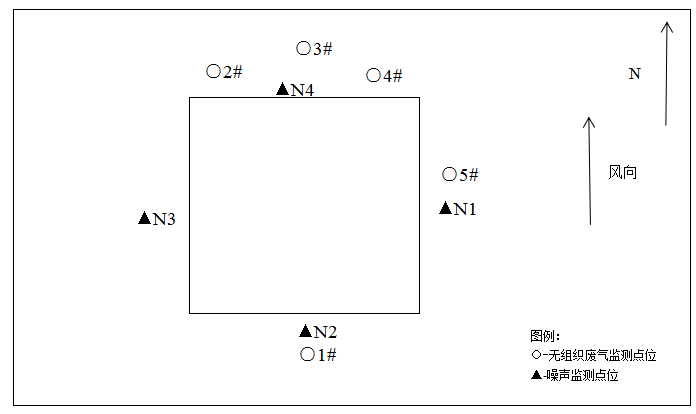 ○3#
○2#
○4#
▲N4
N
○5#
风向
▲N1
▲N3
▲N2
○1#
图例:
○-无组织废气监测点位
▲-噪声监测点位